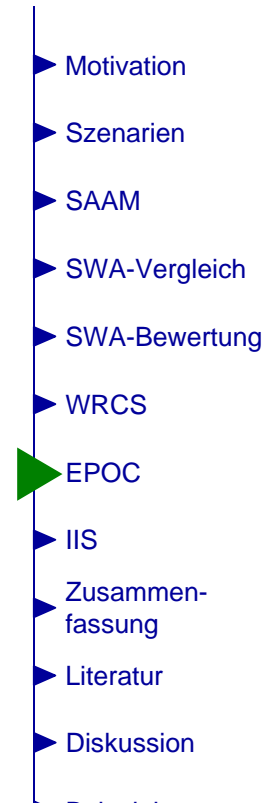 Motivation
Szenarien
SAAM
SWA-Vergleich
SWA-Bewertung
WRCS
EPOC
IIS
Zusammen-
fassung
Literatur
Diskussion